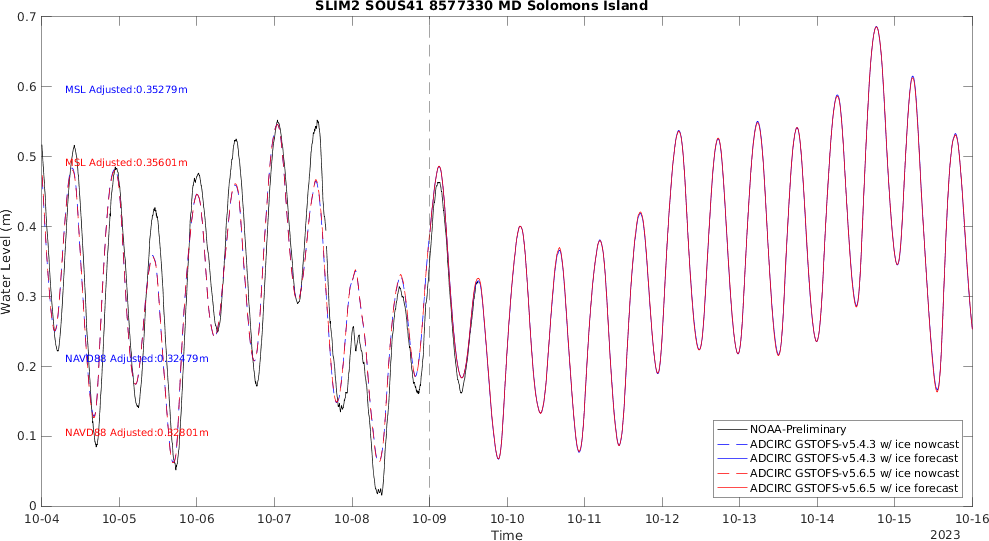 SLIM2 SOUS41 8577330 MD Solomons Island
0.7
0.6
0.5
0.4
0.3
0.2
0.1
0
Water Level (m)
MSL Adjusted:0.35279m
MSL Adjusted:0.35601m
NAVD88 Adjusted:0.32479m
NAVD88 Adjusted:0.32801m
NOAA-Preliminary
ADCIRC GSTOFS-v5.4.3 w/ ice nowcast
ADCIRC GSTOFS-v5.4.3 w/ ice forecast
ADCIRC GSTOFS-v5.6.5 w/ ice nowcast
ADCIRC GSTOFS-v5.6.5 w/ ice forecast
10-04 10-05 10-06 10-07 10-08 10-09 10-10 10-11 10-12 10-13 10-14 10-15 10-16
Time
2023